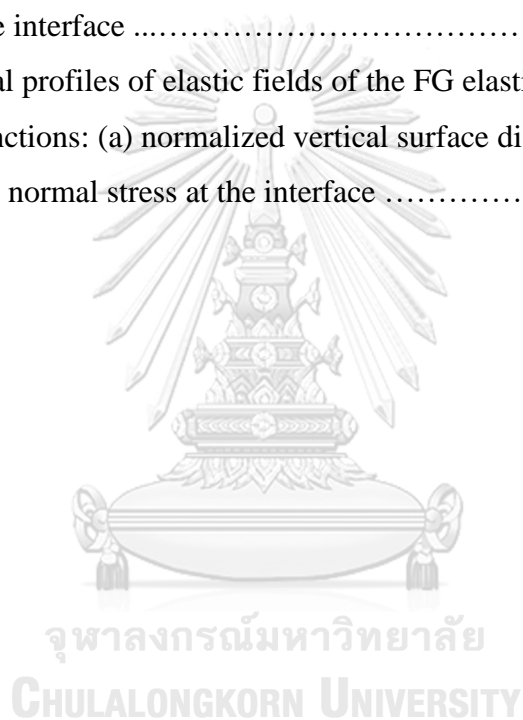 e interface ...……………………………
al profiles of elastic fields of the FG elasti
nctions: (a) normalized vertical surface di
normal stress at the interface ……………
จุฬาลงกรณ์มหาวิทยาลัย
CHULALONGKORN UNIVERSITY